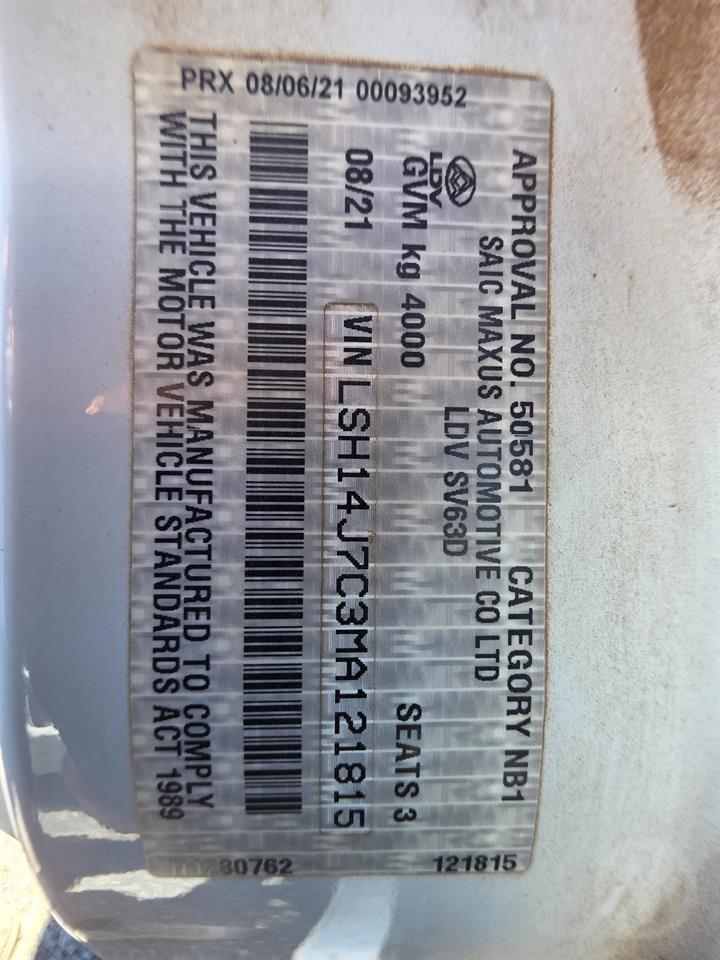 APPROVAL NO. 50581 CATEGORY NB1
SAIC MAXUS AUTOMOTIVE CO LTD
LDV
LDV SV63D
GVM kg 4000 SEATS 3
08/21
VIN LSH14J7C3MA121815
THIS VEHICLE WAS MANUFACTURED TO COMPLY
WITH THE MOTOR VEHICLE STANDARDS ACT 1989
PRX 08/06/21 00093952
121815